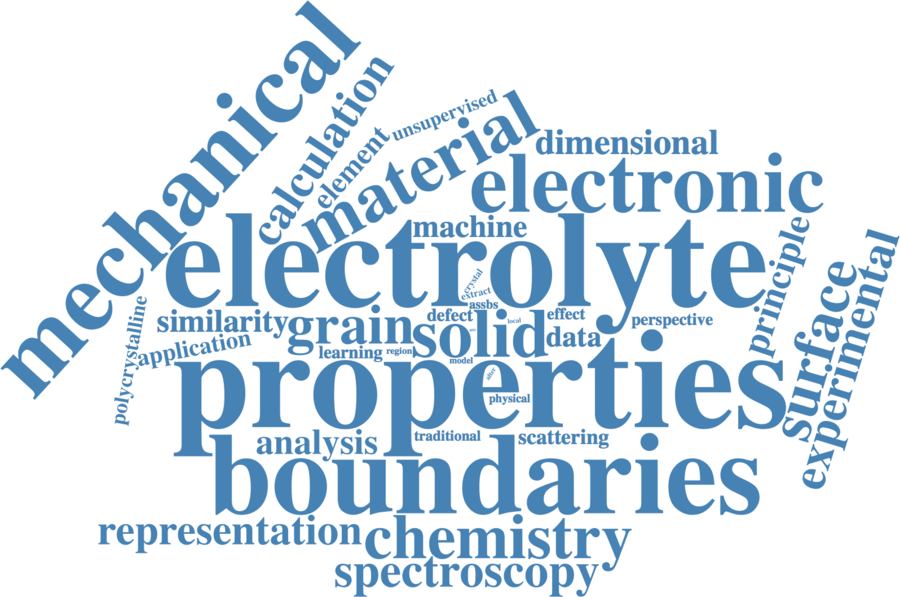 mechanical
calculation
element
unsupervised
material
dimensional
electronic
machine
electrolyte
principle
surface
experimental
crystal
extract
assbs
defect
local
effect
polycrystalline
similarity
grain
solid
data
perspective
application
learning
region
model
properties
physical
analysis
traditional
scattering
boundaries
representation
chemistry
spectroscopy